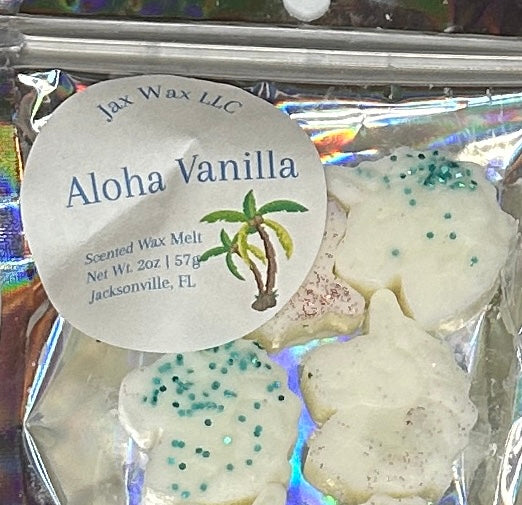 Jax Wax LLC
Aloha Vanilla
Scented Wax Melt
Net Wt. 2oz | 57g
Jacksonville, FL